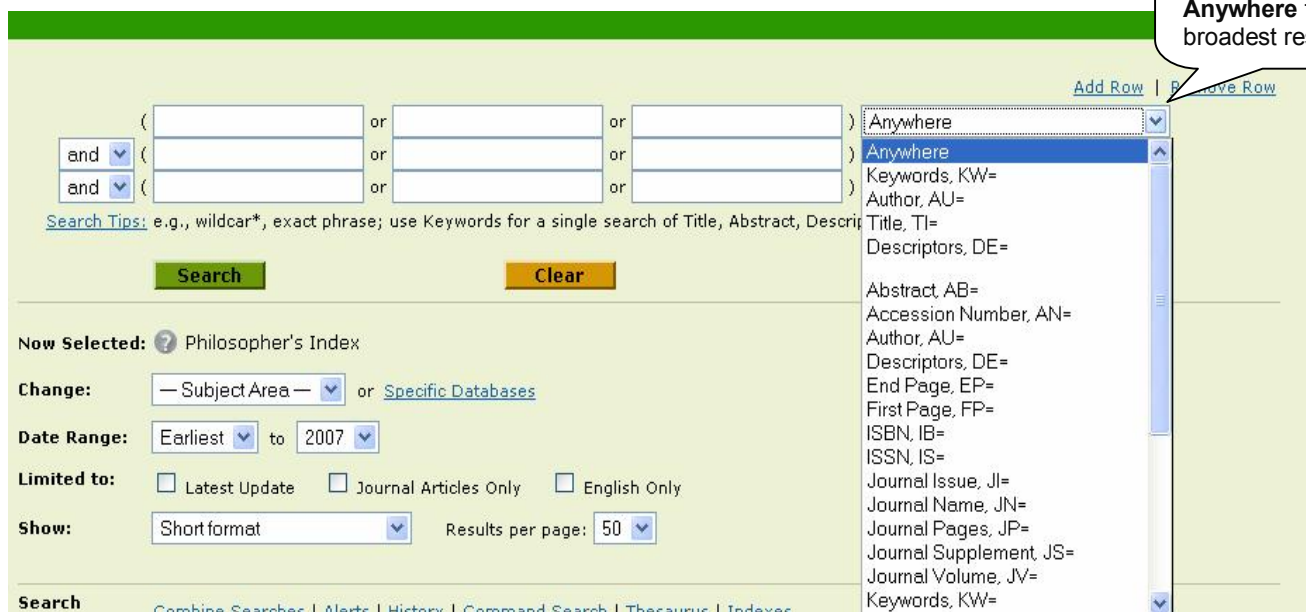 Anywhere
broadest
Add Row | Remove Row
( or or ) Anywhere
and ( or or )
and ( or or )
Anywhere
Keywords, KW=
Author, AU=
Title, TI=
Descriptors, DE=
Abstract, AB=
Accession Number, AN=
Author, AU=
Descriptors, DE=
End Page, EP=
First Page, FP=
ISBN, IB=
ISSN, IS=
Journal Issue, JI=
Journal Name, JN=
Journal Pages, JP=
Journal Supplement, JS=
Journal Volume, JV=
Keywords, KW=
Search Tips: e.g., wildcar*, exact phrase; use Keywords for a single search of Title, Abstract, Descrip
Search Clear
Now Selected: ? Philosopher's Index
Change: — Subject Area — or Specific Databases
Date Range: Earliest to 2007
Limited to: Latest Update Journal Articles Only English Only
Show: Short format Results per page: 50
Search Combine Searches | Alerts | History | Command Search | Thesaurus | Indexes